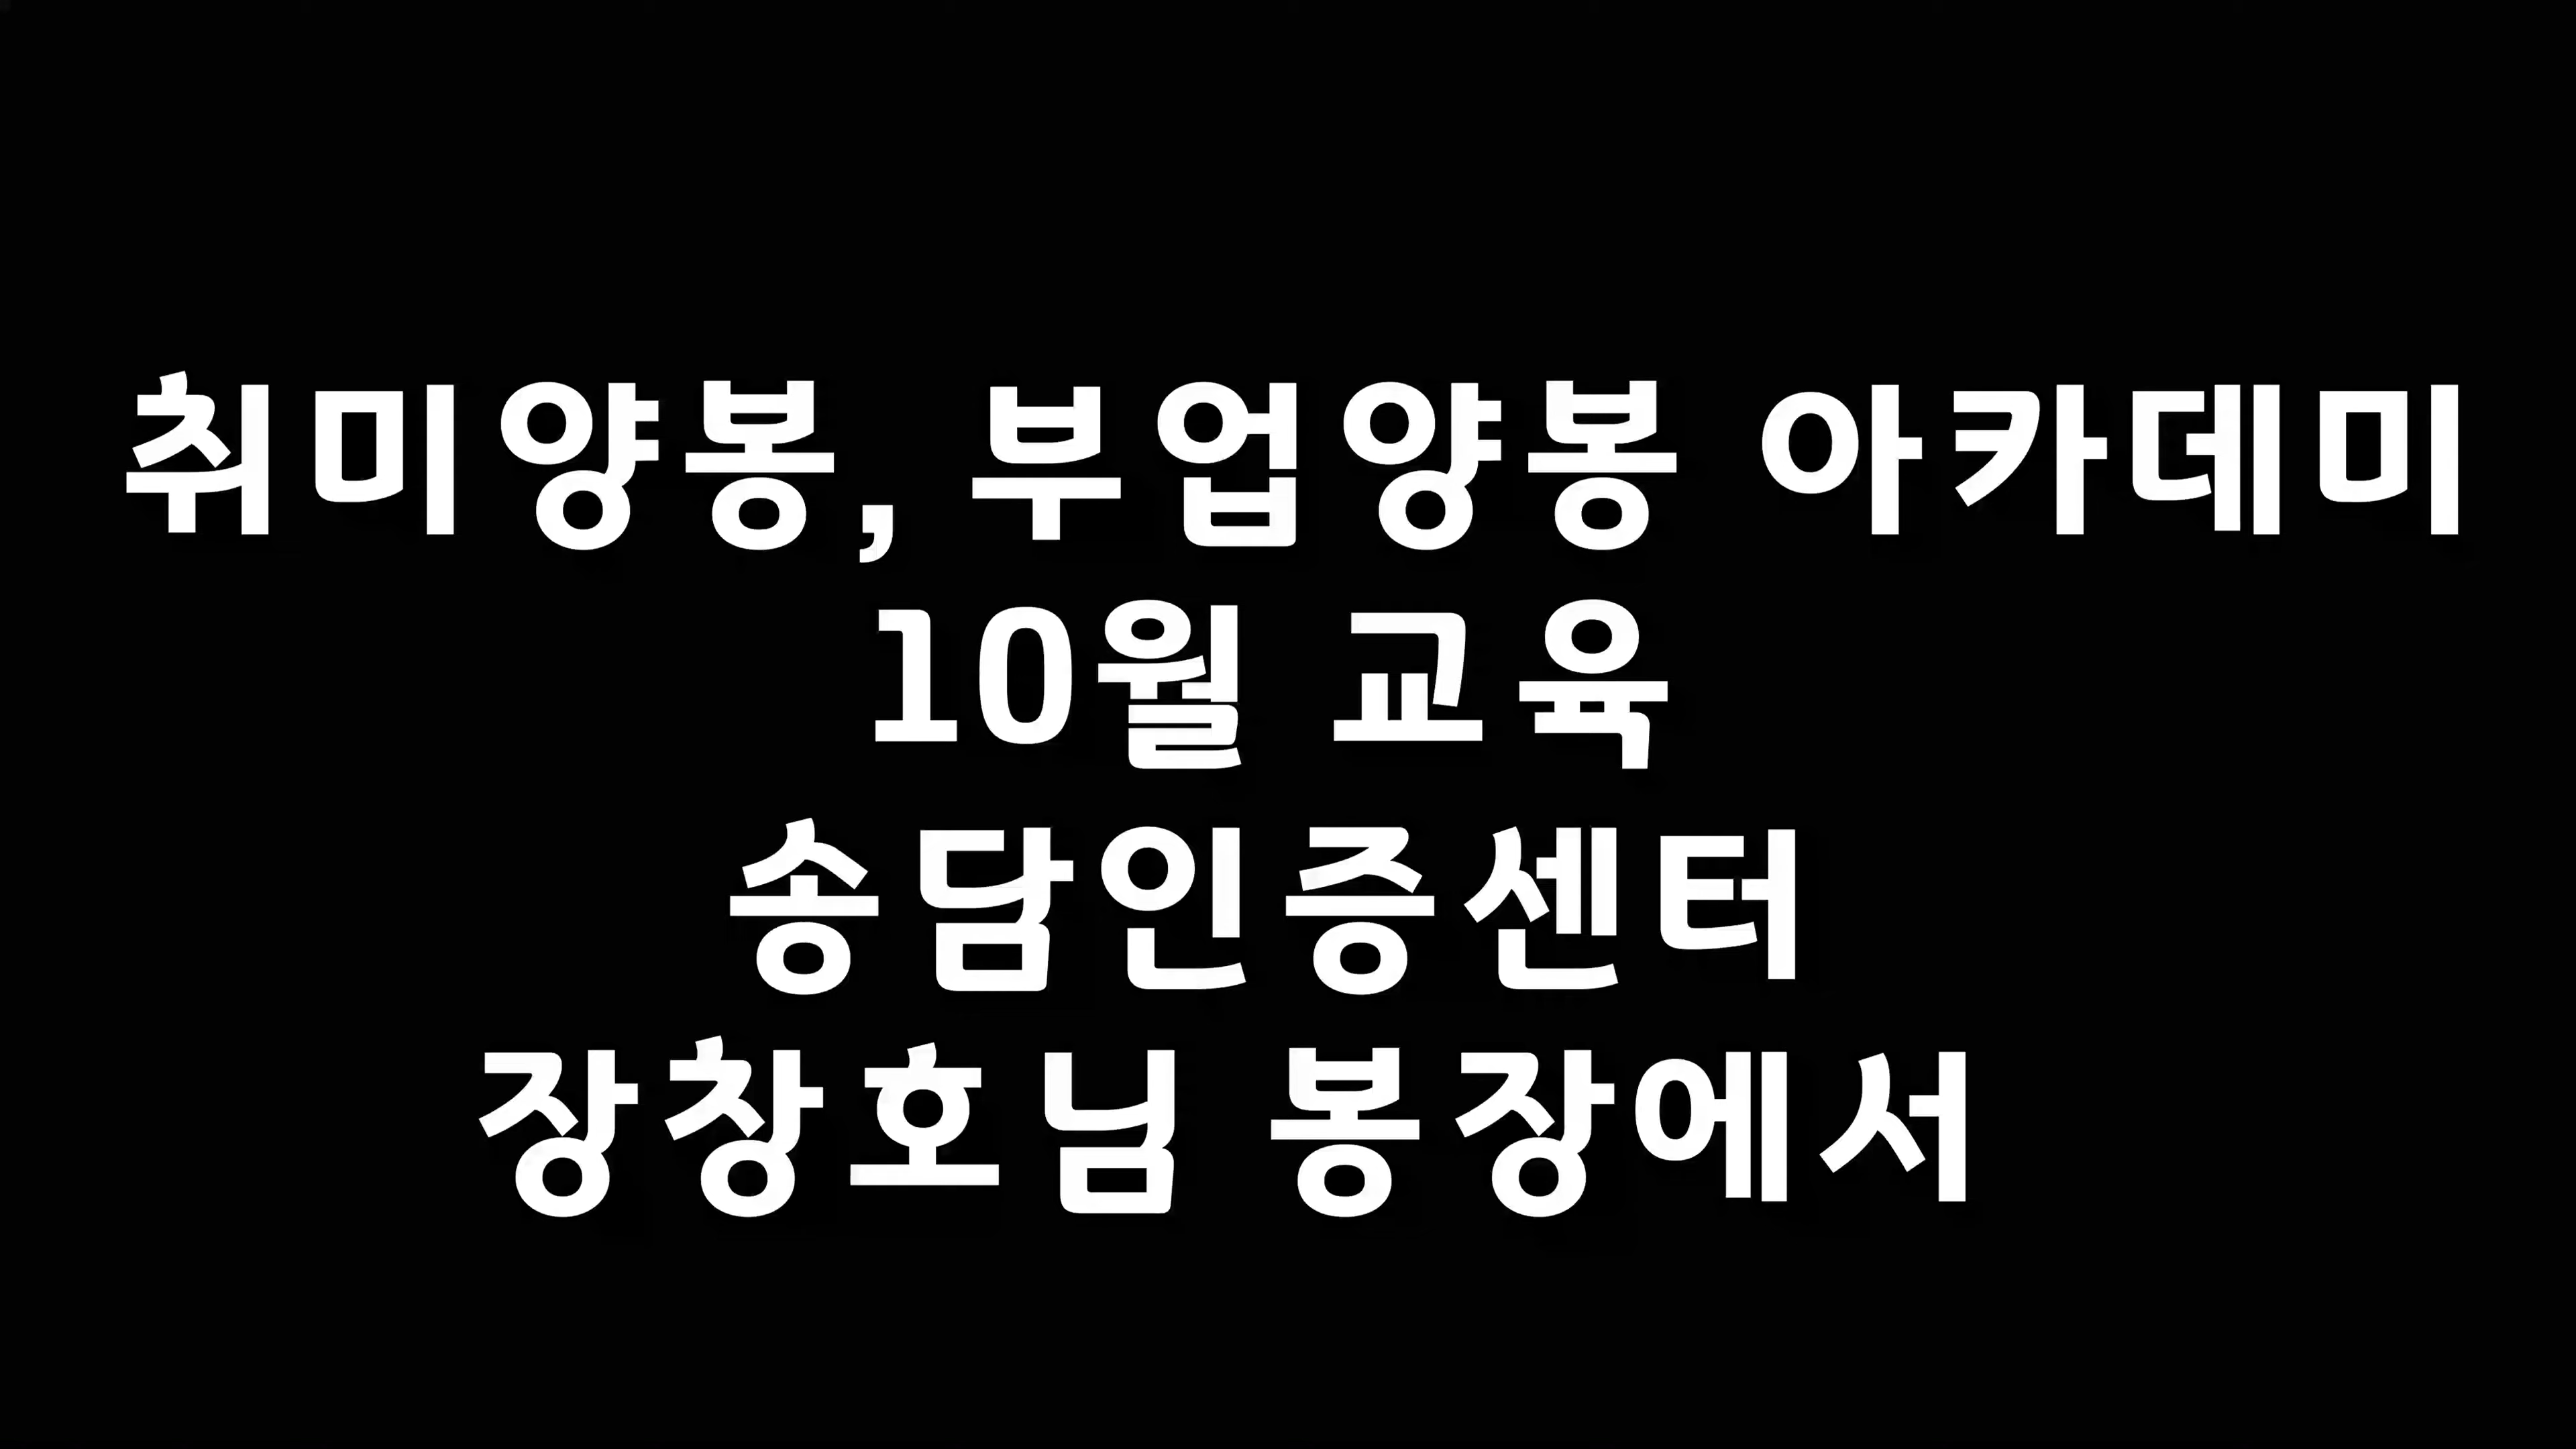 취미양봉, 부업양봉 아카데미
10월 교육
송담인증센터
장창호님 봉장에서